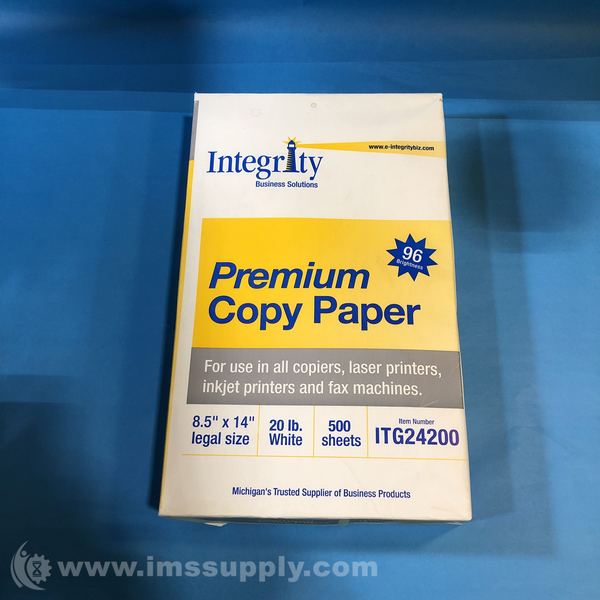 Integrity
Business Solutions
www.e-integritybiz.com
96
Brightness
Premium
Copy Paper
For use in all copiers, laser printers,
inkjet printers and fax machines.
8.5" x 14"
legal size
20 lb.
White
500
sheets
Item Number
ITG24200
Michigan's Trusted Supplier of Business Products
www.imssupply.com